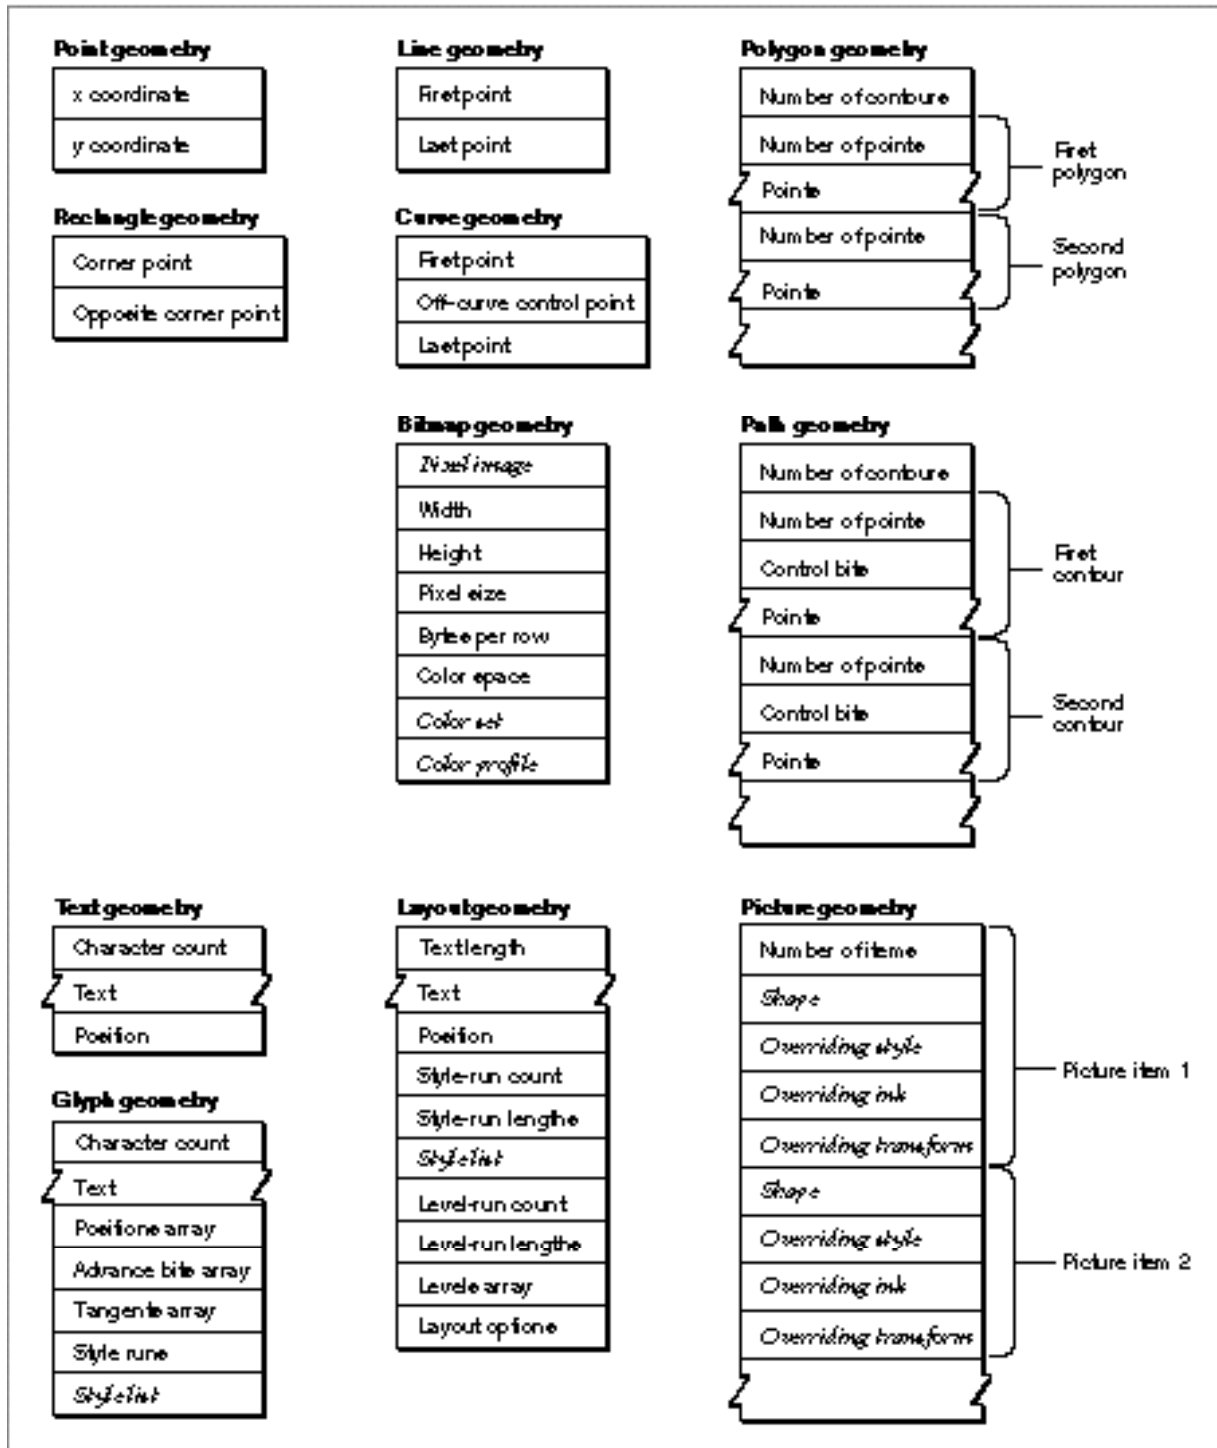 Point geometry
x coordinate
y coordinate
Rectangle geometry
Corner point
Opposite corner point
Line geometry
First point
Last point
Curve geometry
First point
Off-curve control point
Last point
Polygon geometry
Number of contours
Number of points
Points
Number of points
Points
First
polygon
Second
polygon
Bitmap geometry
Pixel image
Width
Height
Pixel size
Bytes per row
Color space
Color set
Color profile
Path geometry
Number of contours
Number of points
Control bits
Points
Number of points
Control bits
Points
First
contour
Second
contour
Text geometry
Character count
Text
Position
Glyph geometry
Character count
Text
Positions array
Advance bits array
Tangents array
Style runs
Style list
Layout geometry
Text length
Text
Position
Style-run count
Style-run lengths
Style list
Level-run count
Level-run lengths
Levels array
Layout options
Picture geometry
Number of items
Shape
Overriding style
Overriding ink
Overriding transform
Shape
Overriding style
Overriding ink
Overriding transform
Picture item 1
Picture item 2